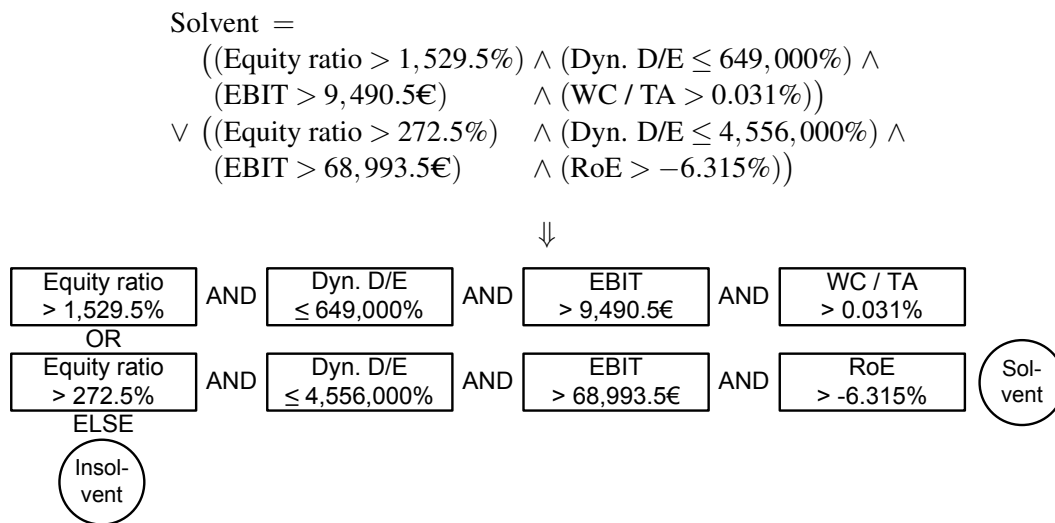 Solvent =
((Equity ratio > 1,529.5%) ∧ (Dyn. D/E ≤ 649,000%) ∧
(EBIT > 9,490.5€) ∧ (WC / TA > 0.031%))
∨ ((Equity ratio > 272.5%) ∧ (Dyn. D/E ≤ 4,556,000%) ∧
(EBIT > 68,993.5€) ∧ (RoE > −6.315%))
⇓
Equity ratio > 1,529.5% AND Dyn. D/E ≤ 649,000% AND EBIT > 9,490.5€ AND WC / TA > 0.031%
OR
Equity ratio > 272.5% AND Dyn. D/E ≤ 4,556,000% AND EBIT > 68,993.5€ AND RoE > -6.315% Sol-vent
ELSE
Insol-
vent